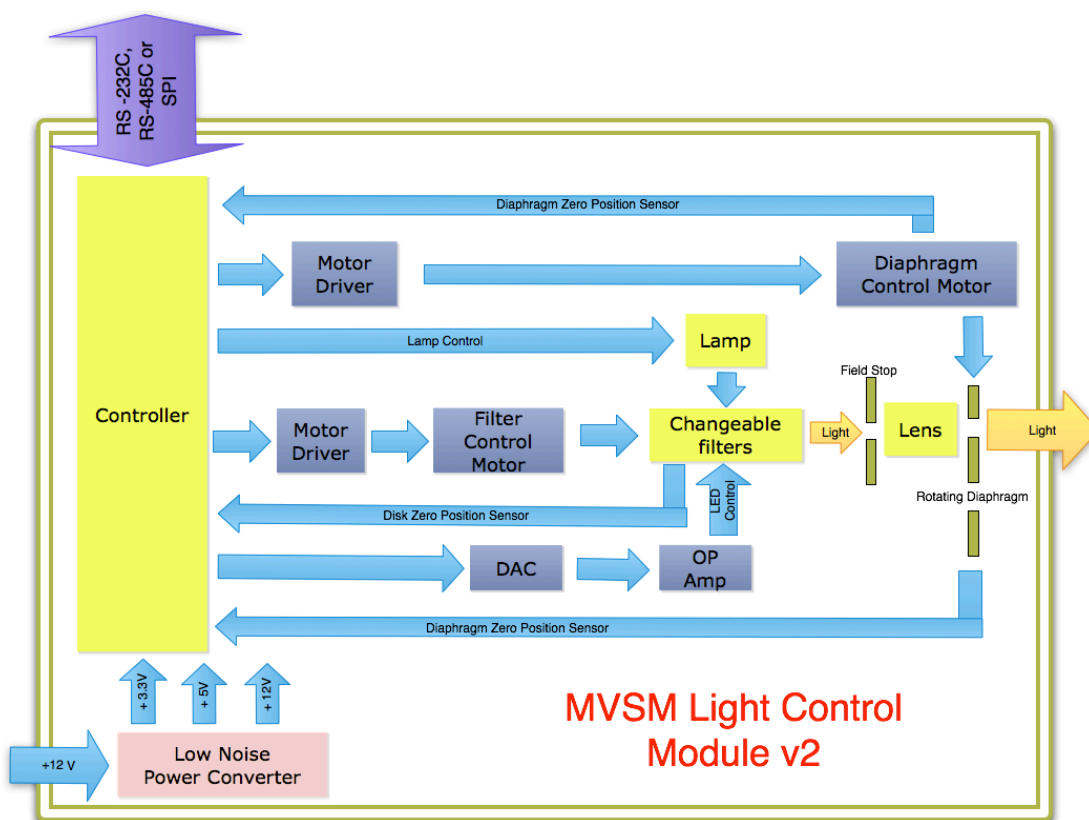 RS -232C,
RS-485C or
SPI
Diaphragm Zero Position Sensor
Motor
Driver
Diaphragm
Control Motor
Lamp Control
Lamp
Field Stop
Controller
Motor
Driver
Filter
Control
Motor
Changeable
filters
Light
Lens
Light
LED
Control
Rotating Diaphragm
Disk Zero Position Sensor
DAC
OP
Amp
Diaphragm Zero Position Sensor
+ 3.3V
+ 5V
+ 12V
MVSM Light Control
Module v2
+12 V
Low Noise
Power Converter